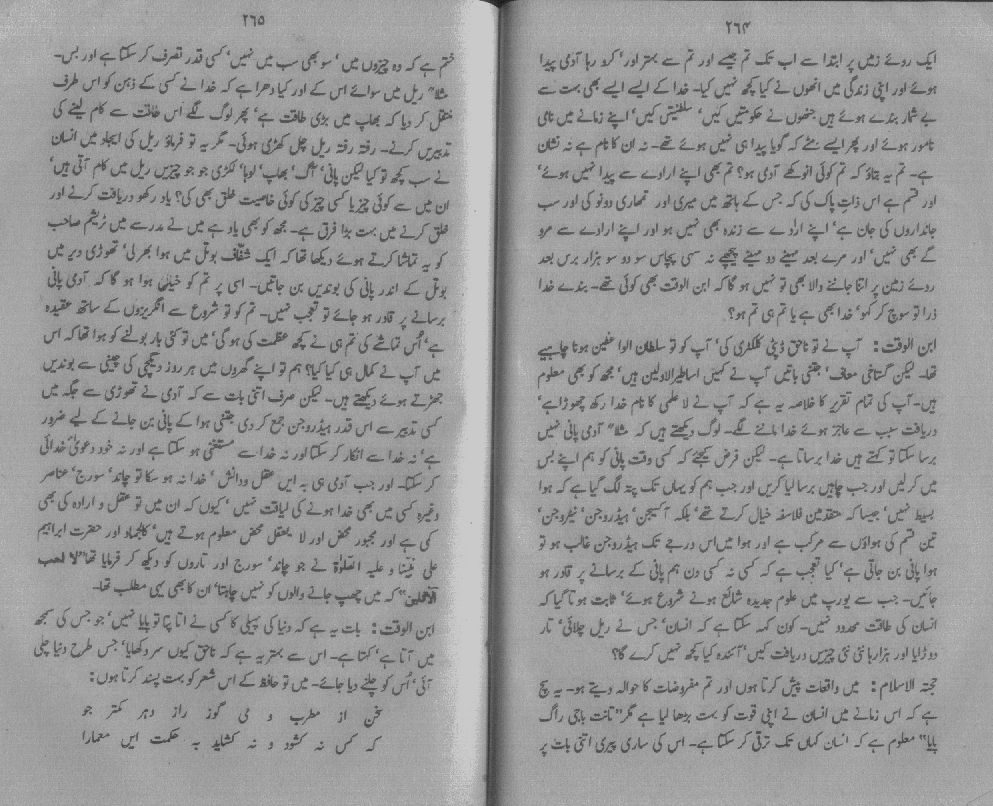 ۲۶۴
ایک روئے زمین پر ابتدا سے اب تک تم جیسے اور تم سے بہتر اور' کرو رہا آدمی پیدا
ہوئے اور اپنی زندگی میں انھوں نے کیا کچھ نہیں کیا۔ خدا کے ایسے ایسے بھی بہت سے
بے شمار بندے ہوئے ہیں جنھوں نے حکومتیں کیں' سلطنتیں کیں' اپنے زمانے میں نامی
نامور ہوئے اور پھر ایسے مٹے کہ گویا پیدا ہی نہیں ہوئے تھے۔ نہ ان کا نام ہے نہ نشان
ہے۔ تم یہ بتاؤ کہ تم کوئی انوکھے آدمی ہو؟ تم بھی اپنے ارادے سے پیدا نہیں ہوئے'
اور قسم ہے اس ذات پاک کی کہ جس کے ہاتھ میں میری اور تمھاری دونو کی اور سب
جانداروں کی جان ہے' اپنے ارادے سے زندہ بھی نہیں ہو اور اپنے ارادے سے مرو
گے بھی نہیں' اور مرے بعد مہینے دو مہینے پیچھے نہ سہی پچاس سو دو سو ہزار برس بعد
روئے زمین پر اتنا جاننے والا بھی تو نہیں ہو گا کہ ابن الوقت بھی کوئی تھے۔ بندے خدا
ذرا تو سوچ کر کہو' خدا بھی ہے یا تم ہی تم ہو؟
ابن الوقت : آپ نے تو ناحق ڈپٹی کلکٹری کی' آپ کو تو سلطان الواعظین ہونا چاہیے
تھا۔ لیکن گستاخی معاف' جتنی باتیں آپ نے کہیں اساطیر الاولین ہیں' مجھ کو بھی معلوم
ہیں۔ آپ کی تمام تقریر کا خلاصہ یہ ہے کہ آپ نے لا علمی کا نام خدا رکھ چھوڑا ہے'
دریافت سبب سے عاجز ہوئے خدا ماننے لگے۔ لوگ دیکھتے ہیں کہ مثلاً" آدمی پانی نہیں
برسا سکتا تو کہتے ہیں خدا برساتا ہے۔ لیکن فرض کیجئے کہ کسی وقت پانی کو ہم اپنے بس
میں کر لیں اور جب چاہیں برسا لیا کریں اور جب ہم کو یہاں تک پتہ لگ گیا ہے کہ ہوا
بسیط نہیں' جیسا کہ متقدمین فلاسفہ خیال کرتے تھے' بلکہ آکسیجن' ہیڈروجن' نیٹروجن'
تین قسم کی ہواؤں سے مرکب ہے اور ہوا میں اس درجے تک ہیڈروجن غالب ہو تو
ہوا پانی بن جاتی ہے' کیا تعجب ہے کہ کسی نہ کسی دن ہم پانی کے برسانے پر قادر ہو
جائیں۔ جب سے یورپ میں علوم جدیدہ شائع ہونے شروع ہوئے' ثابت ہو تا گیا کہ
انسان کی طاقت محدود نہیں۔ کون کہہ سکتا ہے کہ انسان' جس نے ریل چلائی' تار
دوڑایا اور ہزارہا نئی نئی چیزیں دریافت کیں' آئندہ کیا کچھ نہیں کرے گا؟
حجتہ الاسلام : میں واقعات پیش کرتا ہوں اور تم مفروضات کا حوالہ دیتے ہو۔ یہ سچ
ہے کہ اس زمانے میں انسان نے اپنی قوت کو بہت بڑھا لیا ہے مگر "تانت باجی راگ
پایا" معلوم ہے کہ انسان کہاں تک ترقی کر سکتا ہے۔ اس کی ساری پیری اتنی بات پر
۲۶۵
ختم ہے کہ وہ چیزوں میں' سو بھی سب میں نہیں' کسی قدر تصرف کر سکتا ہے اور بس۔
مثلاً" ریل میں سوائے اس کے اور کیا دھرا ہے کہ خدا نے کسی کے ذہن کو اس طرف
منتقل کر دیا کہ بھاپ میں بڑی طاقت ہے' پھر لوگ لگے اس طاقت سے کام لینے کی
تدبیریں کرنے۔ رفتہ رفتہ ریل چل کھڑی ہوئی۔ مگر یہ تو فرماؤ ریل کی ایجاد میں انسان
نے سب کچھ تو کیا لیکن پانی' آگ' بھاپ' لوہا' لکڑی جو جو چیزیں ریل میں کام آتی ہیں'
ان میں سے کوئی چیز یا کسی چیز کی کوئی خاصیت خلق بھی کی؟ یاد رکھو دریافت کرنے اور
خلق کرنے میں بہت بڑا فرق ہے۔ مجھ کو بھی یاد ہے میں نے مدرسے میں ٹریشم صاحب
کو یہ تماشا کرتے ہوئے دیکھا تھا کہ ایک شفاف بوتل میں ہوا بھر لی' تھوڑی دیر میں
بوتل کے اندر پانی کی بوندیں بن جاتیں۔ اسی پر تم کو خیال ہوا ہو گا کہ آدمی پانی
برسانے پر قادر ہو جائے تو تعجب نہیں۔ تم کو تو شروع سے انگریزوں کے ساتھ عقیدہ
ہے' اس تماشے کی تم ہی نے کچھ عظمت کی ہو گی' میں تو کئی بار بولنے کو ہوا تھا کہ اس
میں آپ نے کمال ہی کیا کیا؟ ہم تو اپنے گھروں میں ہر روز دیگچی کی چپنی سے بوندیں
جھڑتے ہوئے دیکھتے ہیں۔ لیکن صرف اتنی بات سے کہ آدمی نے تھوڑی سے جگہ میں
کسی تدبیر سے اس قدر ہیڈروجن جمع کر دی جتنی ہوا کے پانی بن جانے کے لیے ضرور
ہے' نہ خدا سے انکار کر سکتا اور نہ خدا سے مستغنی ہو سکتا ہے اور نہ خود دعوئ خدائی
کر سکتا۔ اور جب آدمی ہی بہ ایں عقل و دانش' خدا نہ ہو سکا تو چاند' سورج' عناصر
وغیرہ کسی میں بھی خدا ہونے کی لیاقت نہیں' کیوں کہ ان میں تو عقل و ارادہ کی بھی
کمی ہے اور مجبور محض اور لا یعقل محض معلوم ہوتے ہیں' کالجماد اور حضرت ابراہیم
علی نبینا و علیہ الصلوٰۃ نے جو چاند' سورج اور تاروں کو دیکھ کر فرمایا تھا "لا احب
الآفلین" کہ میں چھپ جانے والوں کو نہیں چاہتا' ان کا بھی یہی مطلب تھا۔
ابن الوقت : بات یہ ہے کہ دنیا کی پہیلی کا کسی نے اتا پتا تو پایا نہیں' جو جس کی سمجھ
میں آتا ہے' کہتا ہے۔ اس سے بہتر یہ ہے کہ ناحق کیوں سر دکھایا' جس طرح دنیا چلی
آئی' اس کو چلنے دیا جائے۔ میں تو حافظ کے اس شعر کو بہت پسند کرتا ہوں :
سخن از مطرب و می گوز راز دہر کمتر جو
کہ کس نہ کشود و نہ کشاید بہ حکمت ایں معمارا